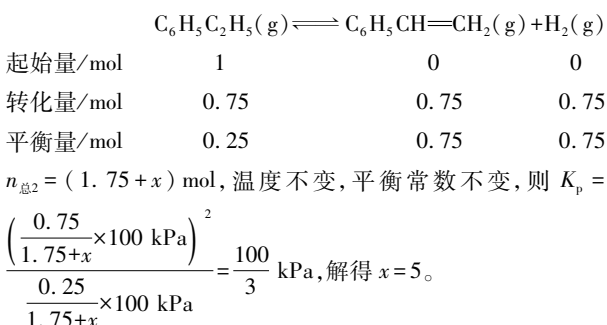 C₆H₅C₂H₅(g)⇌C₆H₅CH=CH₂(g)+H₂(g)
起始量/mol 1 0 0
转化量/mol 0.75 0.75 0.75
平衡量/mol 0.25 0.75 0.75
n总2=(1.75+x)mol,温度不变,平衡常数不变,则 Kp=
(0.75/(1.75+x)×100 kPa)²/(0.25/(1.75+x)×100 kPa)=100/3 kPa,解得 x=5。